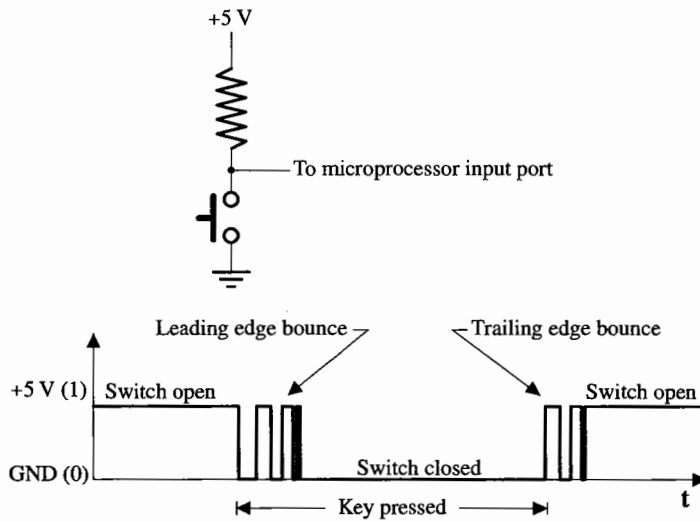 +5 V
To microprocessor input port
Leading edge bounce
Trailing edge bounce
+5 V (1)
Switch open
Switch open
GND (0)
Switch closed
t
Key pressed